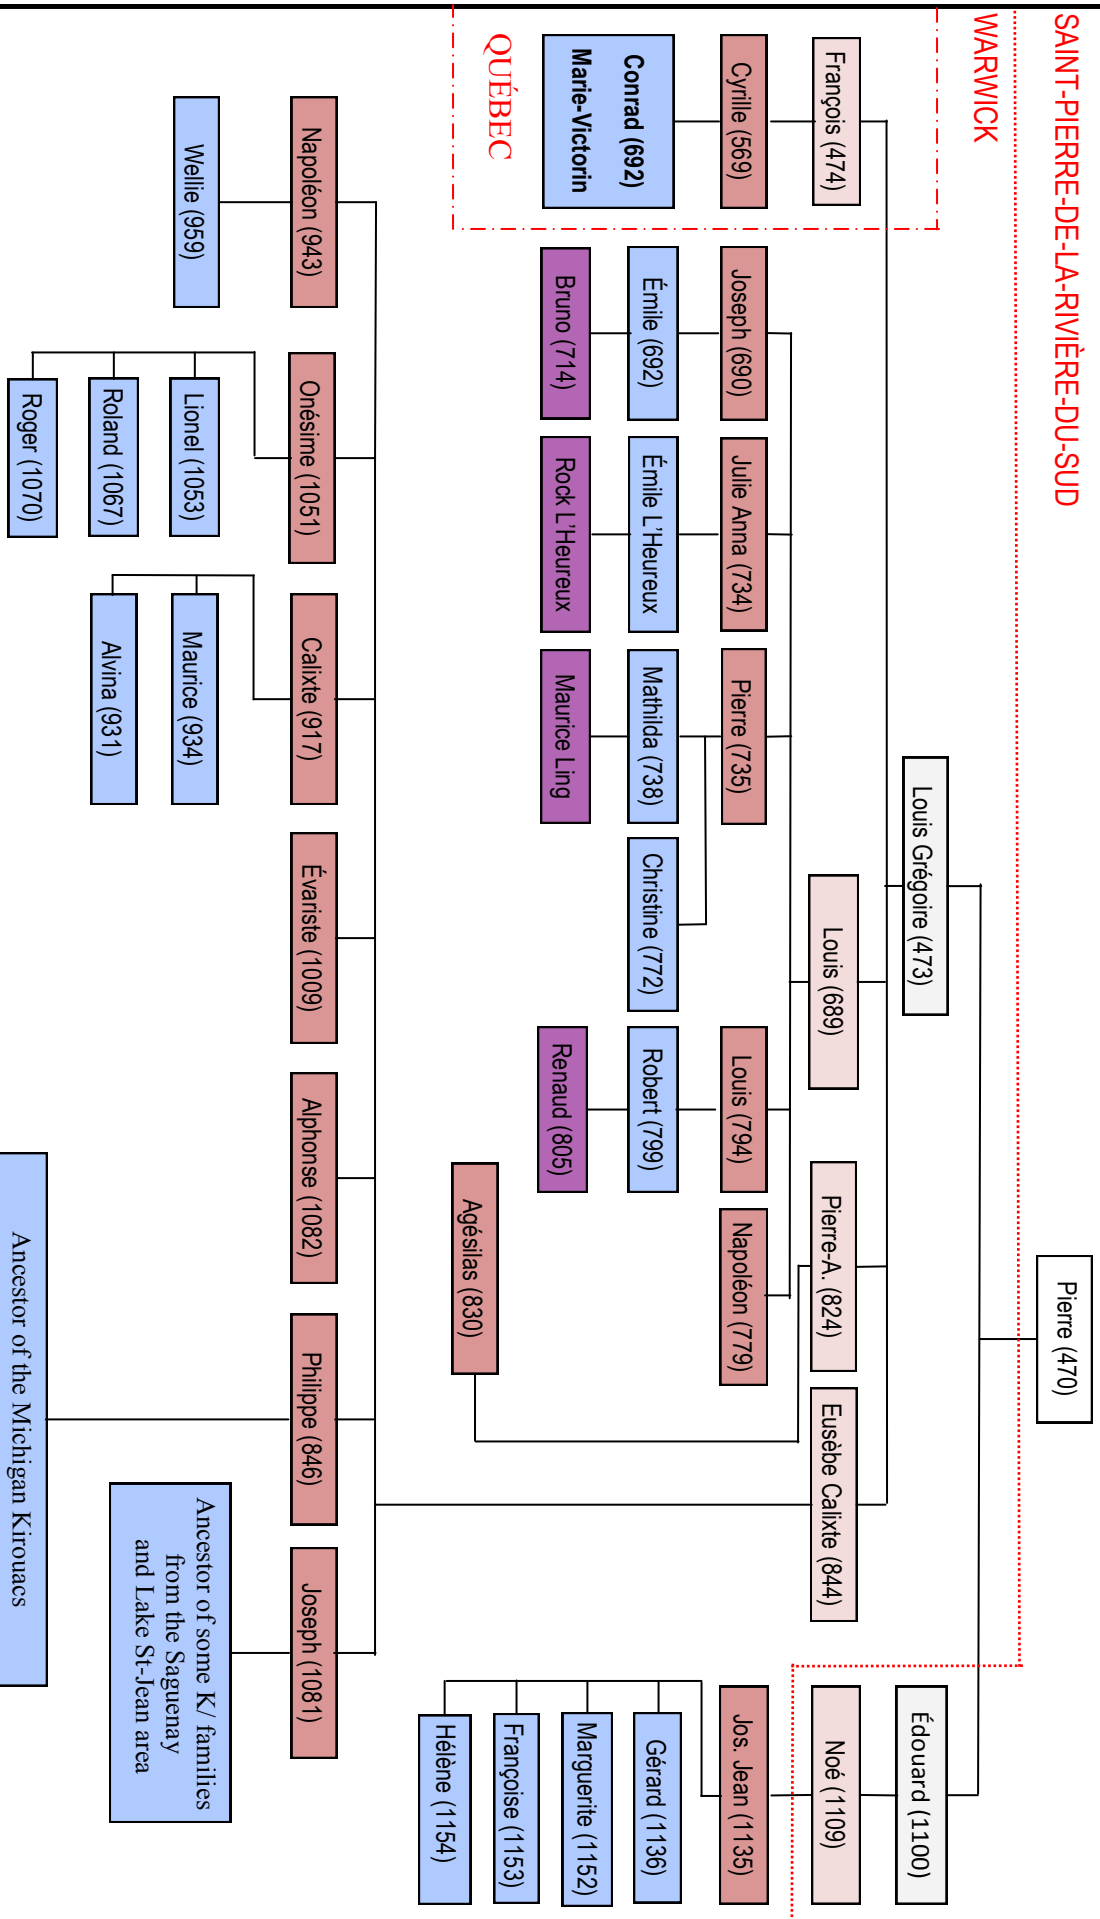 SAINT-PIERRE-DE-LA-RIVIÈRE-DU-SUD
WARWICK
Pierre (470)
Louis Grégoire (473)
Édouard (1100)
François (474)
Louis (689)
Pierre-A. (824)
Eusèbe Calixte (844)
Noé (1109)
Cyrille (569)
Joseph (690)
Julie Anna (734)
Pierre (735)
Louis (794)
Napoléon (779)
Jos. Jean (1135)
Conrad (692)
Marie-Victorin
Émile (692)
Émile L'Heureux
Mathilda (738)
Christine (772)
Robert (799)
Gérard (1136)
Bruno (714)
Rock L'Heureux
Maurice Ling
Renaud (805)
Marguerite (1152)
QUÉBEC
Agésilas (830)
Françoise (1153)
Hélène (1154)
Napoléon (943)
Onésime (1051)
Calixte (917)
Évariste (1009)
Alphonse (1082)
Philippe (846)
Joseph (1081)
Wellie (959)
Lionel (1053)
Maurice (934)
Ancestor of some K/ families
from the Saguenay
and Lake St-Jean area
Roland (1067)
Alvina (931)
Roger (1070)
Ancestor of the Michigan Kirouacs